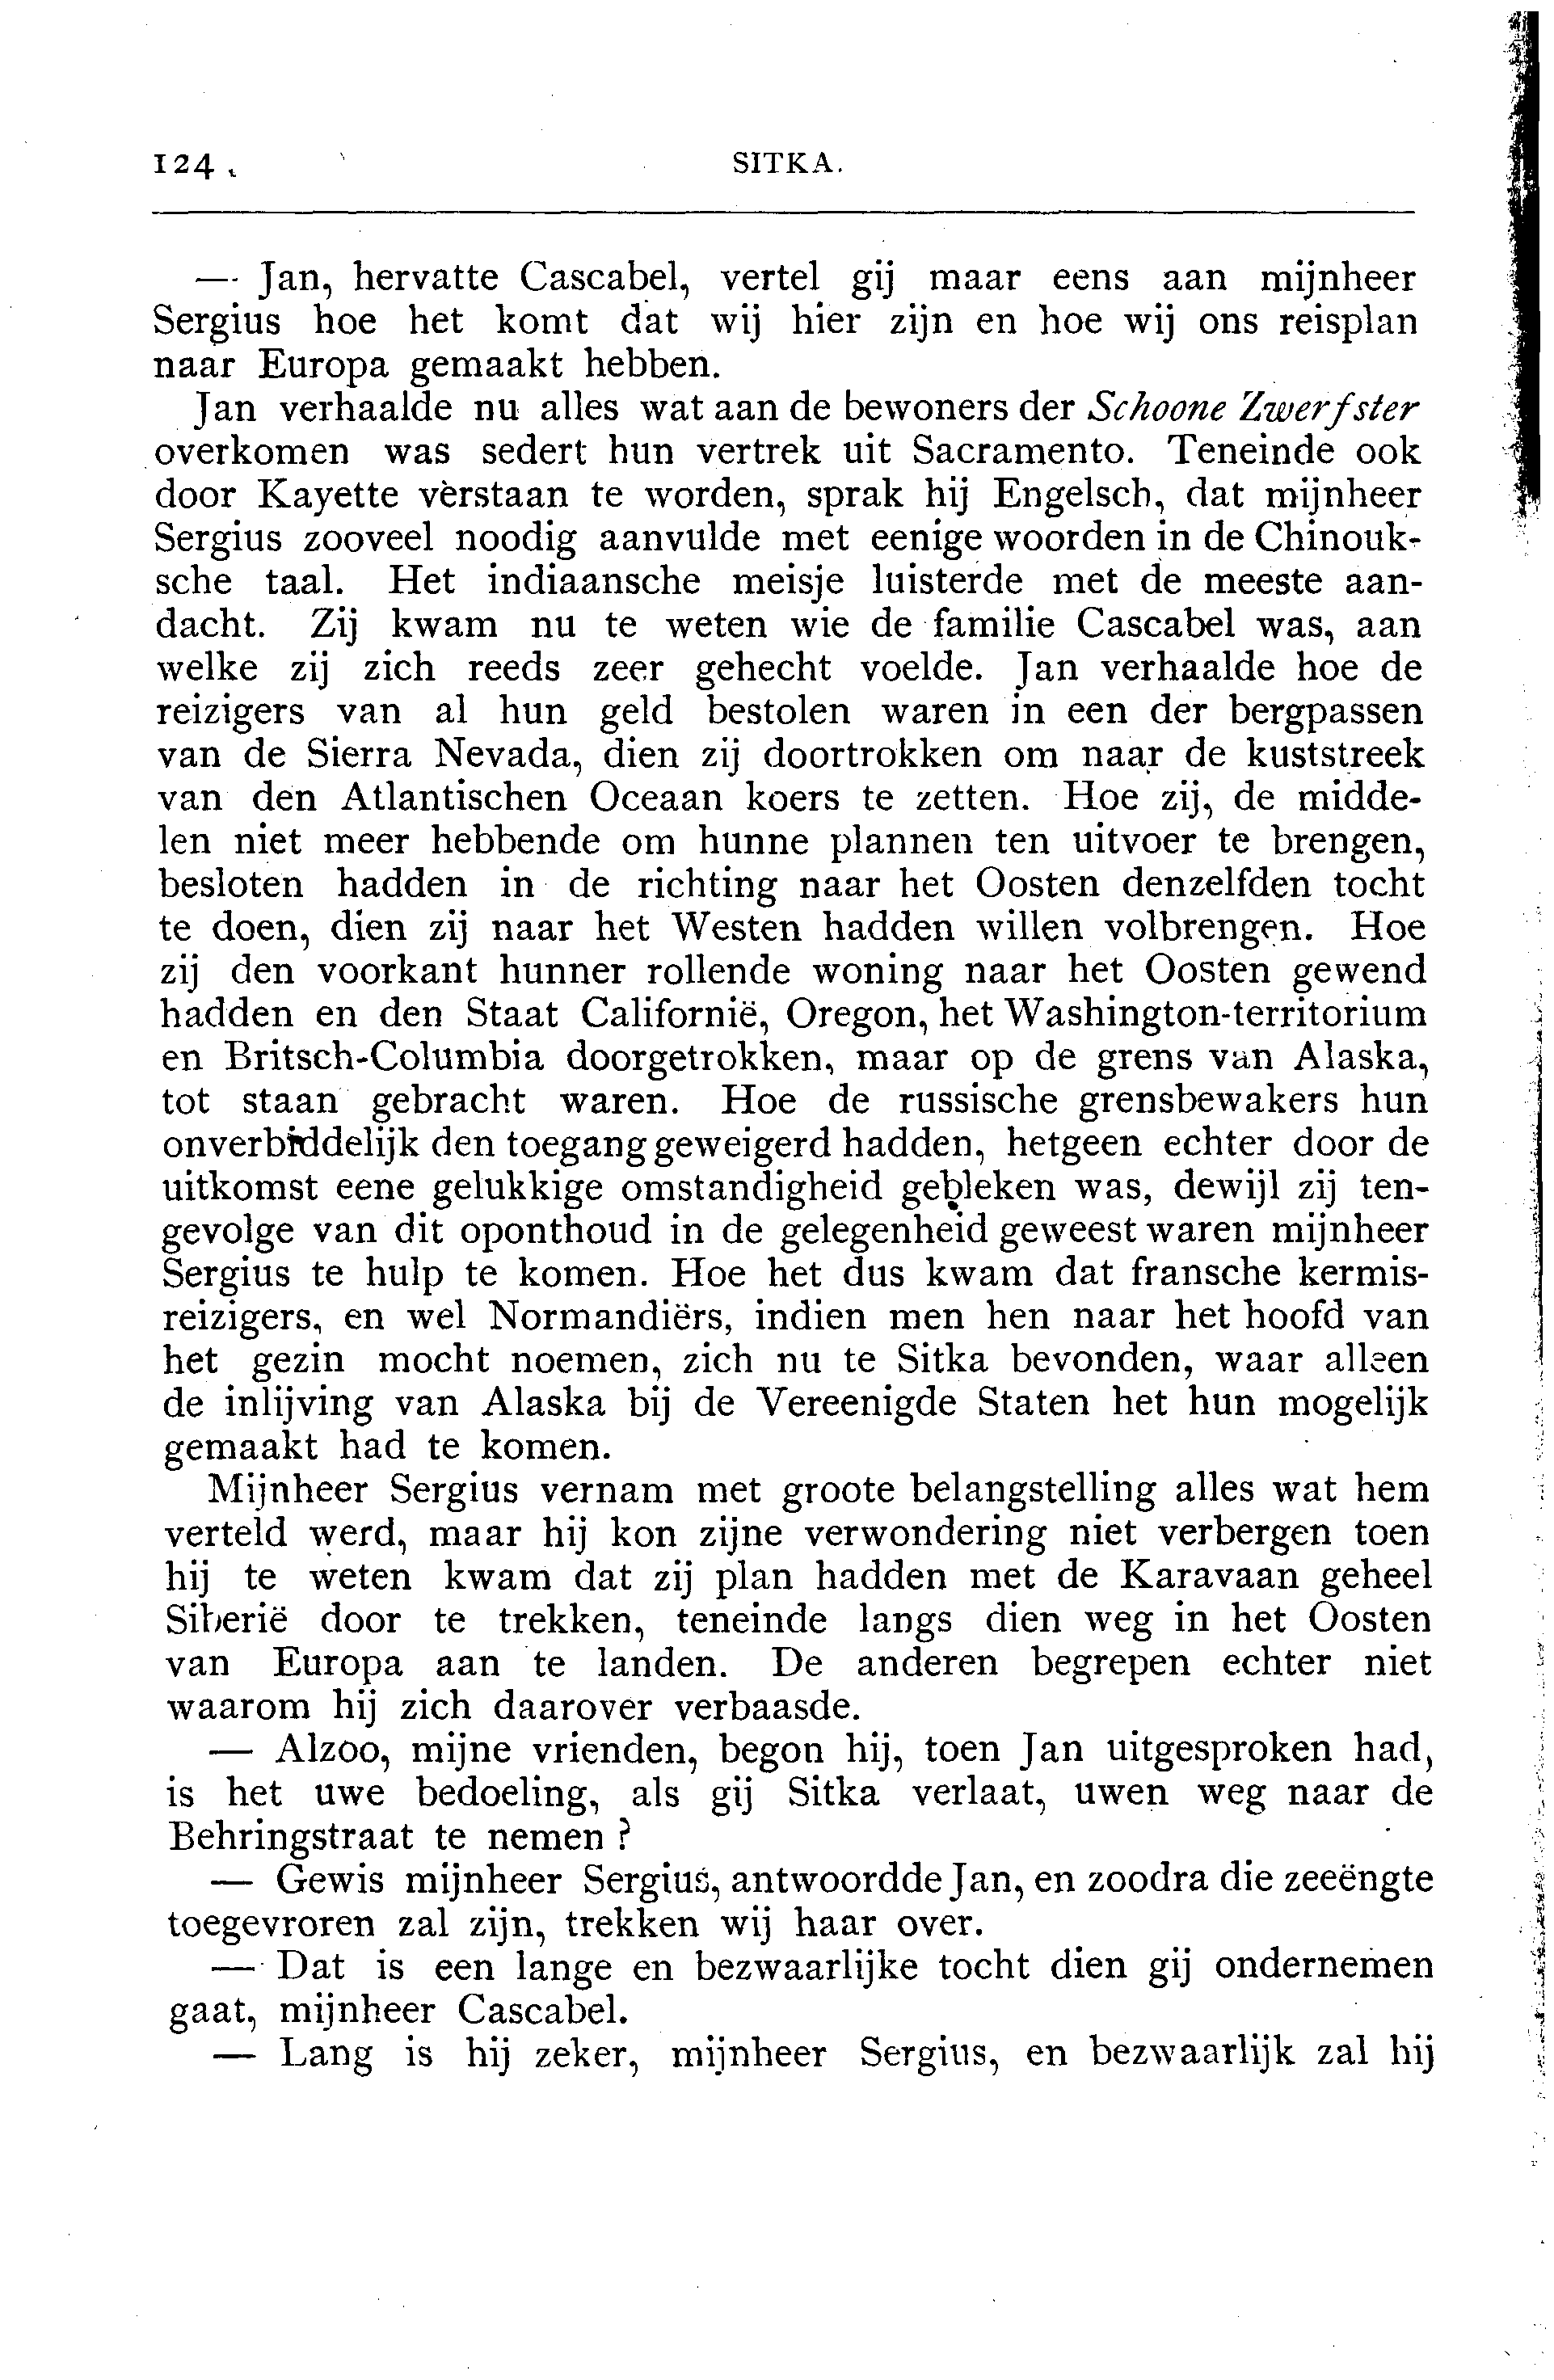 124
SITKA.
— Jan, hervatte Cascabel, vertel gij maar eens aan mijnheer
Sergius hoe het komt dat wij hier zijn en hoe wij ons reisplan
naar Europa gemaakt hebben.
Jan verhaalde nu alles wat aan de bewoners der Schoone Zwerfster
overkomen was sedert hun vertrek uit Sacramento. Teneinde ook
door Kayette verstaan te worden, sprak hij Engelsch, dat mijnheer
Sergius zooveel noodig aanvulde met eenige woorden in de Chinouk-
sche taal. Het indiaansche meisje luisterde met de meeste aan-
dacht. Zij kwam nu te weten wie de familie Cascabel was, aan
welke zij zich reeds zeer gehecht voelde. Jan verhaalde hoe de
reizigers van al hun geld bestolen waren in een der bergpassen
van de Sierra Nevada, dien zij doortrokken om naar de kuststreek
van den Atlantischen Oceaan koers te zetten. Hoe zij, de midde-
len niet meer hebbende om hunne plannen ten uitvoer te brengen,
besloten hadden in de richting naar het Oosten denzelfden tocht
te doen, dien zij naar het Westen hadden willen volbrengen. Hoe
zij den voorkant hunner rollende woning naar het Oosten gewend
hadden en den Staat Californië, Oregon, het Washington-territorium
en Britsch-Columbia doorgetrokken, maar op de grens van Alaska,
tot staan gebracht waren. Hoe de russische grensbewakers hun
onverbiddelijk den toegang geweigerd hadden, hetgeen echter door de
uitkomst eene gelukkige omstandigheid gebleken was, dewijl zij ten-
gevolge van dit oponthoud in de gelegenheid geweest waren mijnheer
Sergius te hulp te komen. Hoe het dus kwam dat fransche kermis-
reizigers, en wel Normandiërs, indien men hen naar het hoofd van
het gezin mocht noemen, zich nu te Sitka bevonden, waar alleen
de inlijving van Alaska bij de Vereenigde Staten het hun mogelijk
gemaakt had te komen.
Mijnheer Sergius vernam met groote belangstelling alles wat hem
verteld werd, maar hij kon zijne verwondering niet verbergen toen
hij te weten kwam dat zij plan hadden met de Karavaan geheel
Siberië door te trekken, teneinde langs dien weg in het Oosten
van Europa aan te landen. De anderen begrepen echter niet
waarom hij zich daarover verbaasde.
— Alzoo, mijne vrienden, begon hij, toen Jan uitgesproken had,
is het uwe bedoeling, als gij Sitka verlaat, uwen weg naar de
Behringstraat te nemen?
— Gewis mijnheer Sergius, antwoordde Jan, en zoodra die zeeëngte
toegevroren zal zijn, trekken wij haar over.
— Dat is een lange en bezwaarlijke tocht dien gij ondernemen
gaat, mijnheer Cascabel.
— Lang is hij zeker, mijnheer Sergius, en bezwaarlijk zal hij